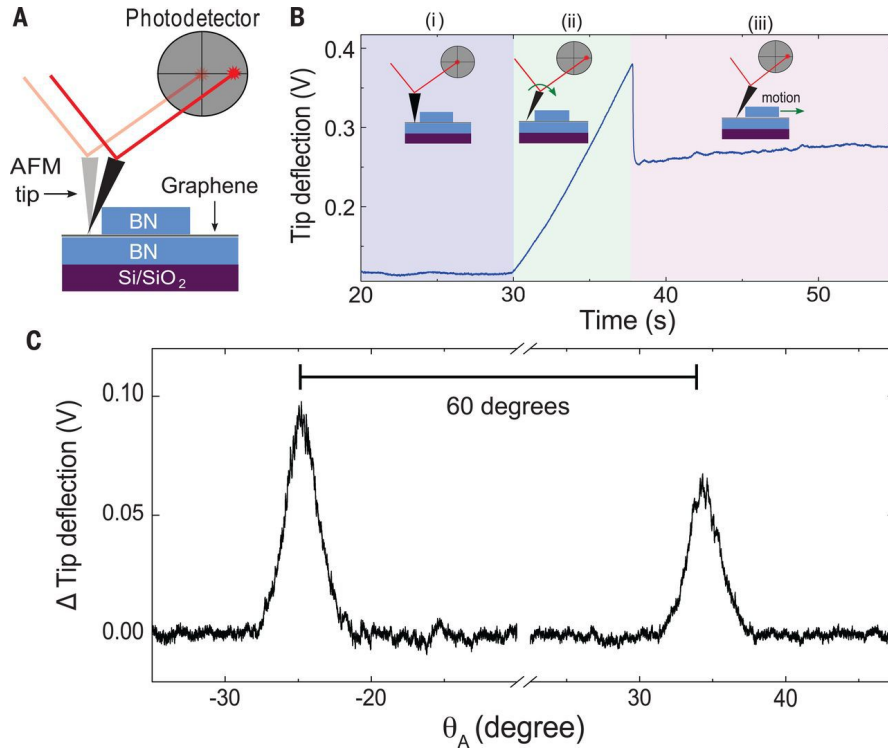 A
Photodetector
AFM
tip
Graphene
BN
BN
Si/SiO₂
B
(i)
(ii)
(iii)
Tip deflection (V)
0.4
0.3
0.2
motion
20
30
40
50
Time (s)
C
Δ Tip deflection (V)
0.10
0.05
0.00
60 degrees
-30
-20
30
40
θ_A (degree)